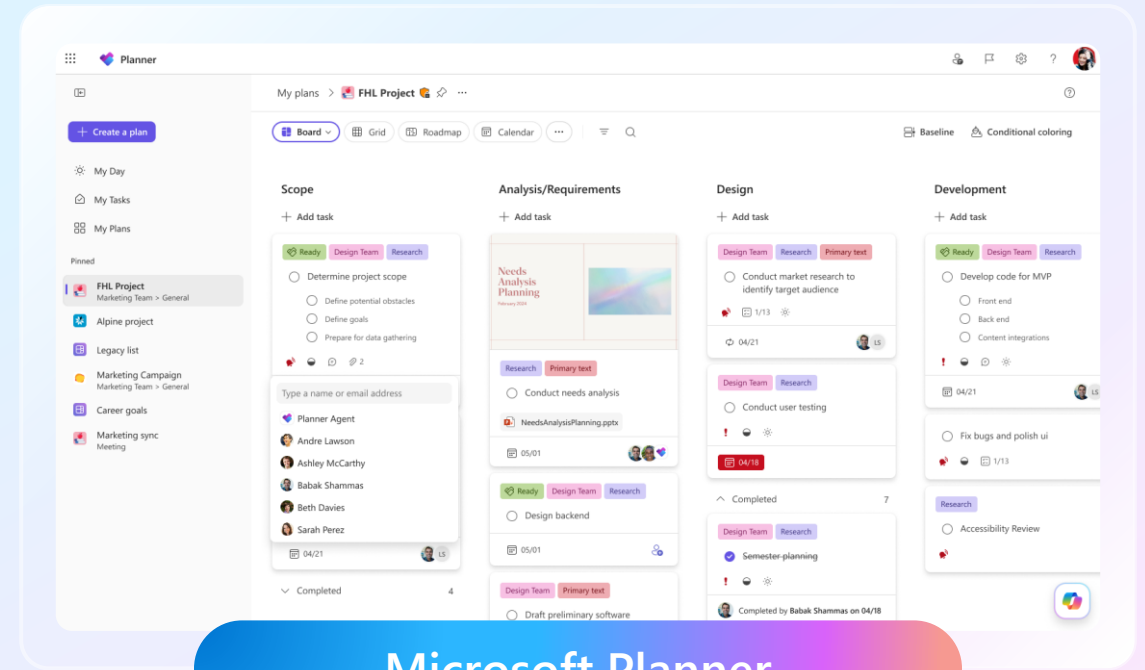 Planner
My plans > FHL Project
Create a plan
Board
Grid
Roadmap
Calendar
Baseline
Conditional coloring
My Day
My Tasks
My Plans
Pinned
FHL Project
Marketing Team > General
Alpine project
Legacy list
Marketing Campaign
Marketing Team > General
Career goals
Marketing sync
Meeting
Scope
+ Add task
Ready Design Team Research
Determine project scope
Define potential obstacles
Define goals
Prepare for data gathering
2
Type a name or email address
Planner Agent
Andre Lawson
Ashley McCarthy
Babak Shammas
Beth Davies
Sarah Perez
04/21 LS
Completed 4
Analysis/Requirements
+ Add task
Needs
Analysis
Planning
February 2024
Research Primary text
Conduct needs analysis
NeedsAnalysisPlanning.pptx
05/01
Ready Design Team Research
Design backend
05/01
Design Team Primary text
Draft preliminary software
Design
+ Add task
Design Team Research Primary text
Conduct market research to
identify target audience
1/13
04/21 LS
Design Team Research
Conduct user testing
04/18
Completed 7
Design Team Research
Semester planning
Completed by Babak Shammas on 04/18
Development
+ Add task
Ready Design Team Research
Develop code for MVP
Front end
Back end
Content integrations
04/21 LS
Fix bugs and polish ui
1/13
Research
Accessibility Review
Microsoft Planner